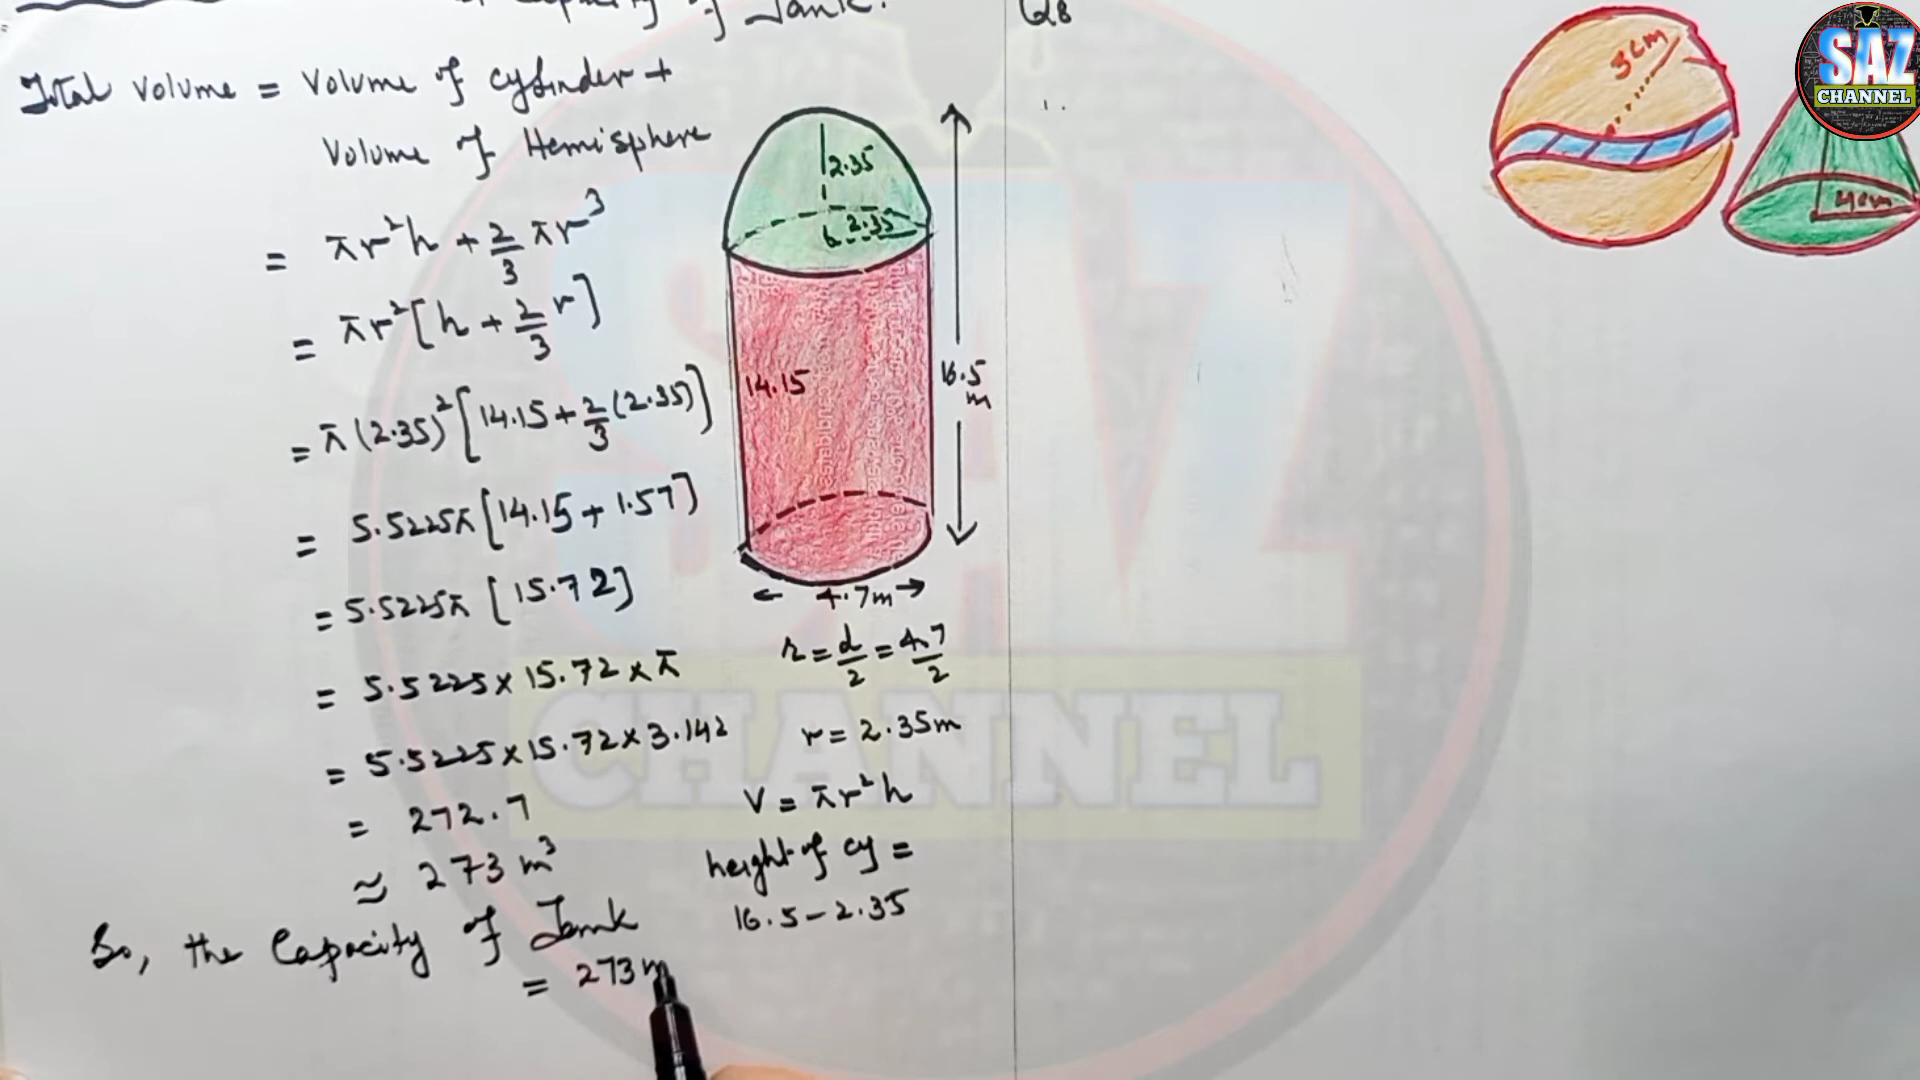 Capacity of Tank.
Total volume = Volume of cylinder +
Volume of Hemisphere
= πr²h + 2/3 πr³
= πr² [h + 2/3 r]
= π(2.35)² [14.15 + 2/3 (2.35)]
= 5.5225π [14.15 + 1.57]
= 5.5225π [15.72]
= 5.5225 × 15.72 × π
= 5.5225 × 15.72 × 3.142
= 272.7
≈ 273 m³
So, the Capacity of Tank
= 273 m
2.35
2.35
14.15
16.5
m
4.7m
r = d/2 = 4.7/2
r = 2.35m
V = πr²h
height of cy =
16.5 – 2.35
Q8
3cm
4cm
SAZ
CHANNEL
SAZ
CHANNEL